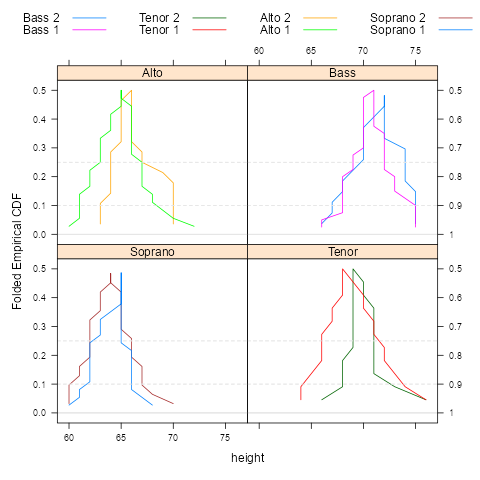 Bass 2 Tenor 2 Alto 2 Soprano 2
Bass 1 Tenor 1 Alto 1 Soprano 1
60 65 70 75
Alto Bass
0.5 0.5
0.4 0.6
0.3 0.7
0.2 0.8
0.1 0.9
0.0 1
Soprano Tenor
0.5 0.5
0.4 0.6
0.3 0.7
0.2 0.8
0.1 0.9
0.0 1
60 65 70 75
height
Folded Empirical CDF